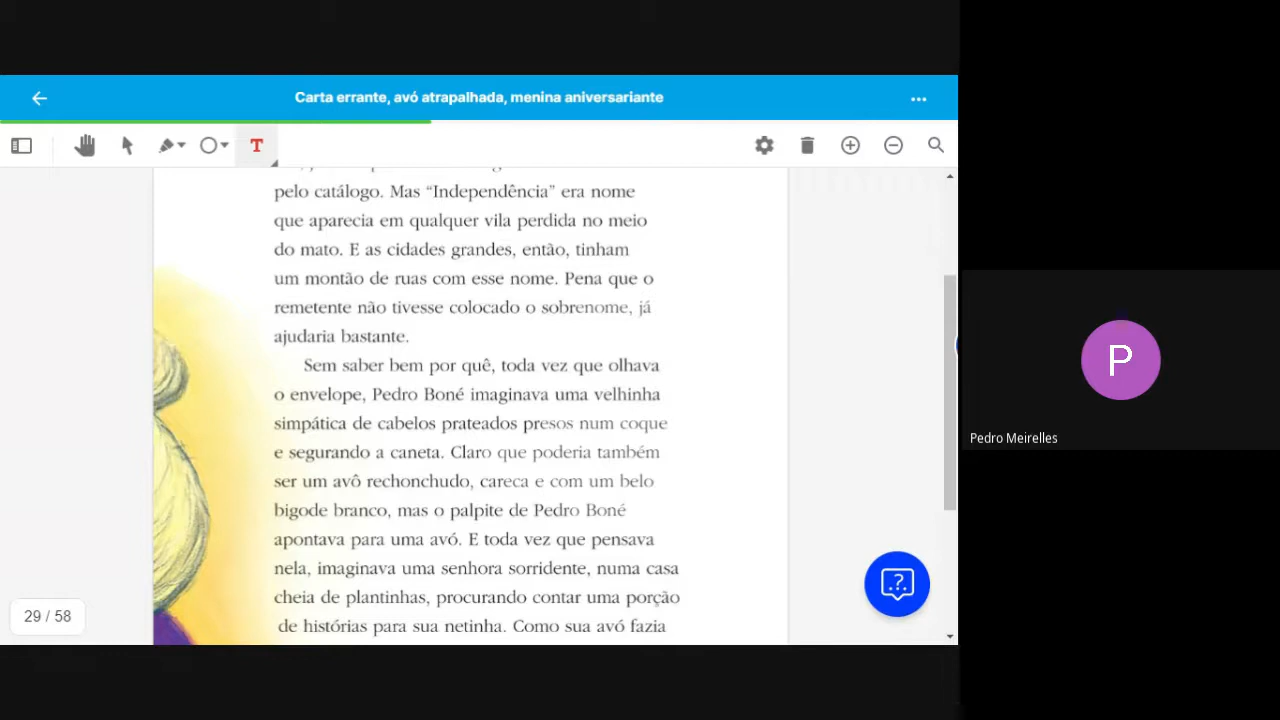 Carta errante, avó atrapalhada, menina aniversariante
T
pelo catálogo. Mas “Independência” era nome
que aparecia em qualquer vila perdida no meio
do mato. E as cidades grandes, então, tinham
um montão de ruas com esse nome. Pena que o
remetente não tivesse colocado o sobrenome, já
ajudaria bastante.
Sem saber bem por quê, toda vez que olhava
o envelope, Pedro Boné imaginava uma velhinha
simpática de cabelos prateados presos num coque
e segurando a caneta. Claro que poderia também
ser um avô rechonchudo, careca e com um belo
bigode branco, mas o palpite de Pedro Boné
apontava para uma avó. E toda vez que pensava
nela, imaginava uma senhora sorridente, numa casa
cheia de plantinhas, procurando contar uma porção
de histórias para sua netinha. Como sua avó fazia
29 / 58
P
Pedro Meirelles